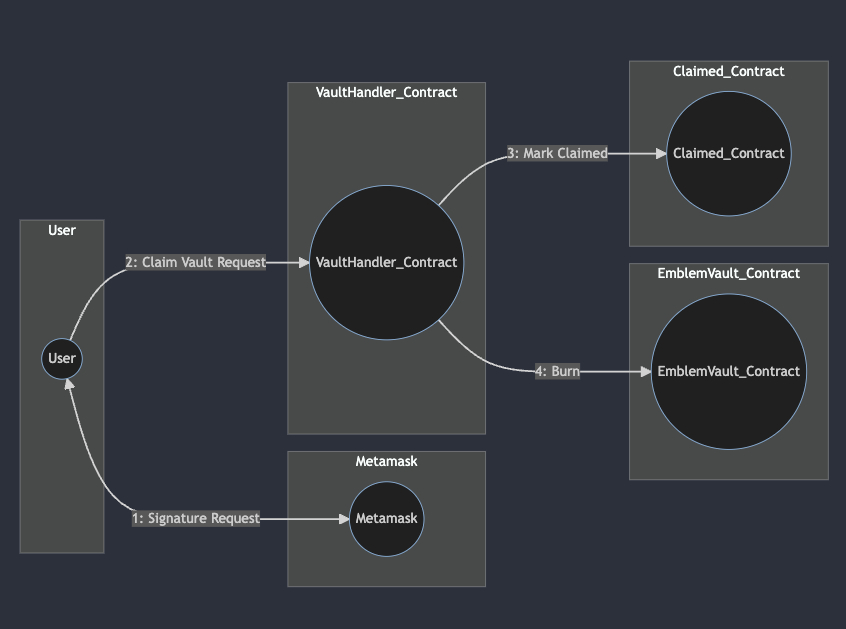 Claimed_Contract
VaultHandler_Contract
3: Mark Claimed
Claimed_Contract
User
2: Claim Vault Request
VaultHandler_Contract
EmblemVault_Contract
User
4: Burn
EmblemVault_Contract
Metamask
1: Signature Request
Metamask